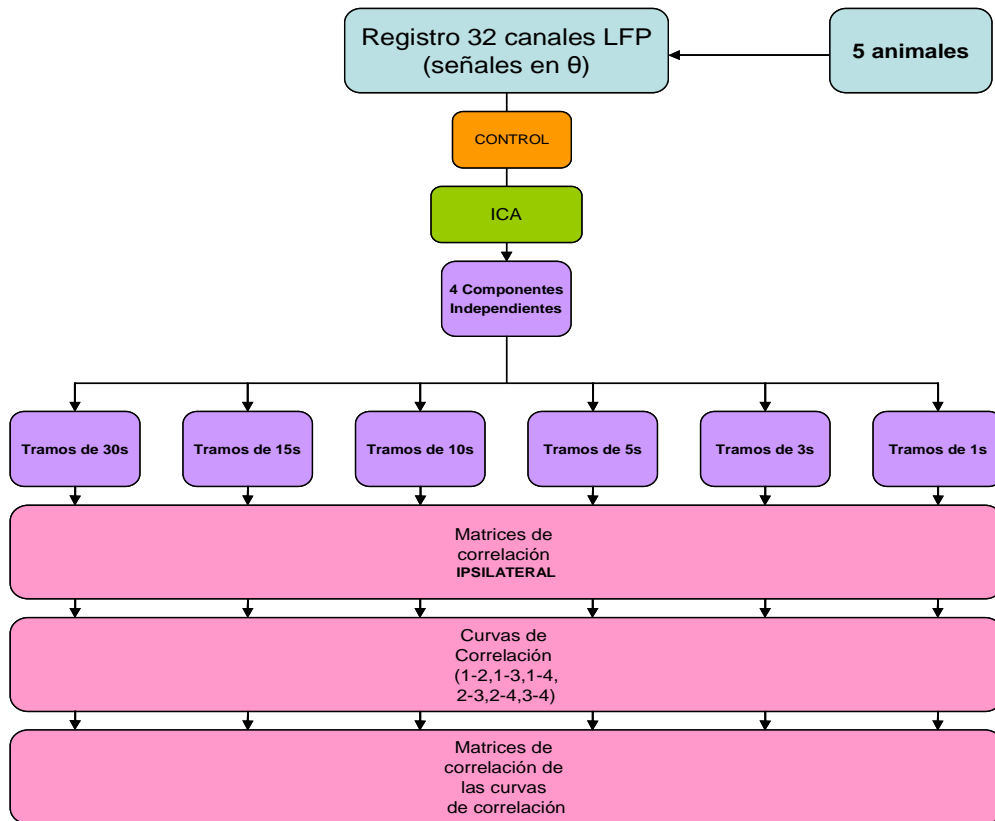 Registro 32 canales LFP
(señales en θ)
5 animales
CONTROL
ICA
4 Componentes
Independientes
Tramos de 30s
Tramos de 15s
Tramos de 10s
Tramos de 5s
Tramos de 3s
Tramos de 1s
Matrices de
correlación
IPSILATERAL
Curvas de
Correlación
(1-2,1-3,1-4,
2-3,2-4,3-4)
Matrices de
correlación de
las curvas
de correlación